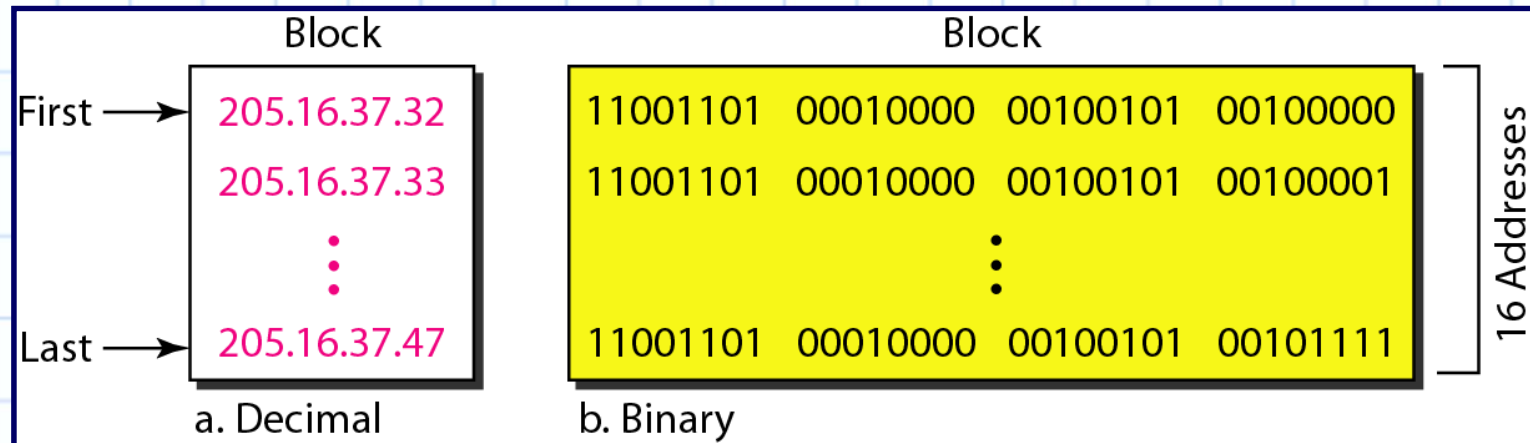 Block
First
205.16.37.32
205.16.37.33
Last
205.16.37.47
a. Decimal
Block
11001101 00010000 00100101 00100000
11001101 00010000 00100101 00100001
11001101 00010000 00100101 00101111
b. Binary
16 Addresses